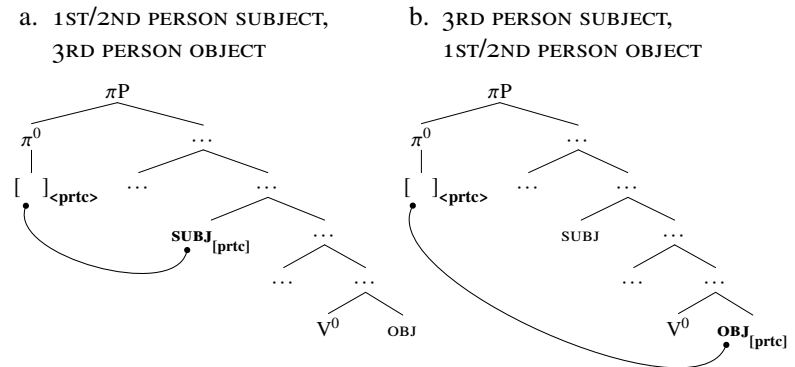 a. 1ST/2ND PERSON SUBJECT,
3RD PERSON OBJECT
πP
π⁰
…
[ ]<prtc>
…
…
SUBJ[prtc]
…
…
…
V⁰
OBJ
b. 3RD PERSON SUBJECT,
1ST/2ND PERSON OBJECT
πP
π⁰
…
[ ]<prtc>
…
…
SUBJ
…
…
…
V⁰
OBJ[prtc]